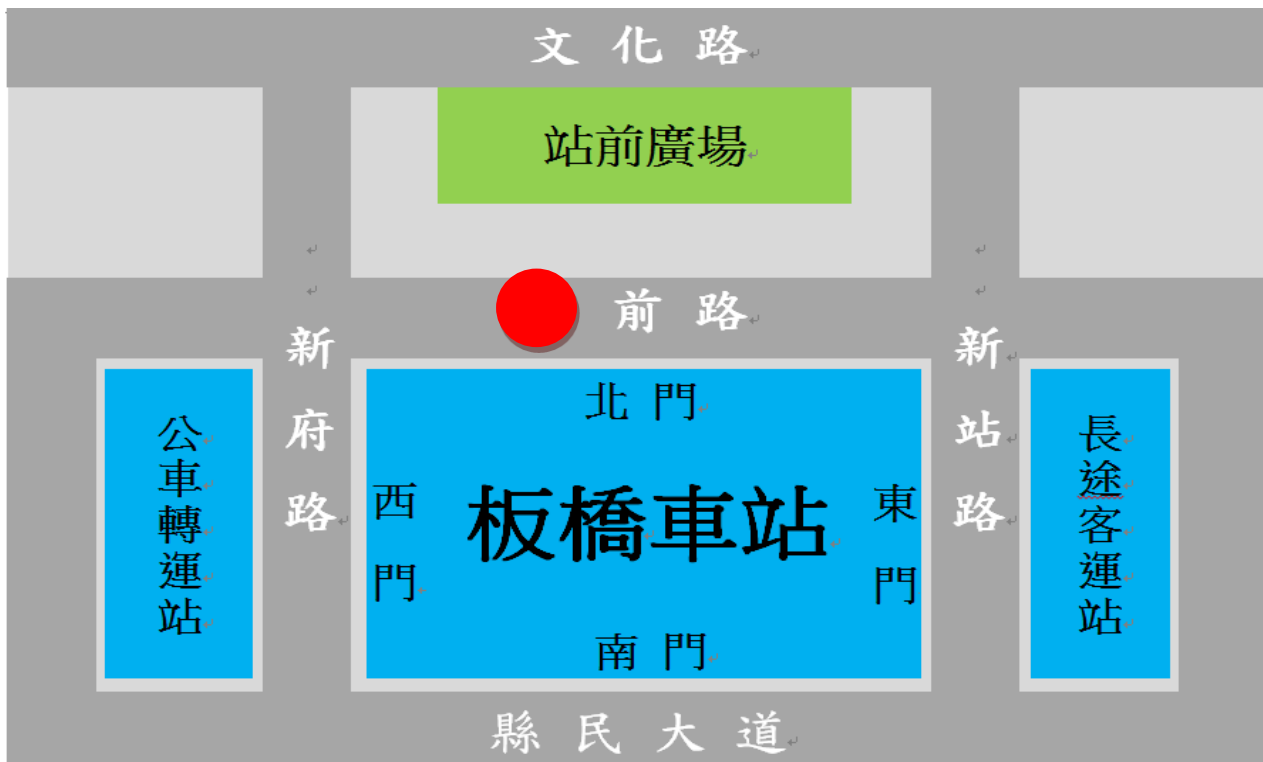 文化路
站前廣場
前路
新府路
新站路
公車轉運站
北門
西門
板橋車站
東門
南門
長途客運站
縣民大道